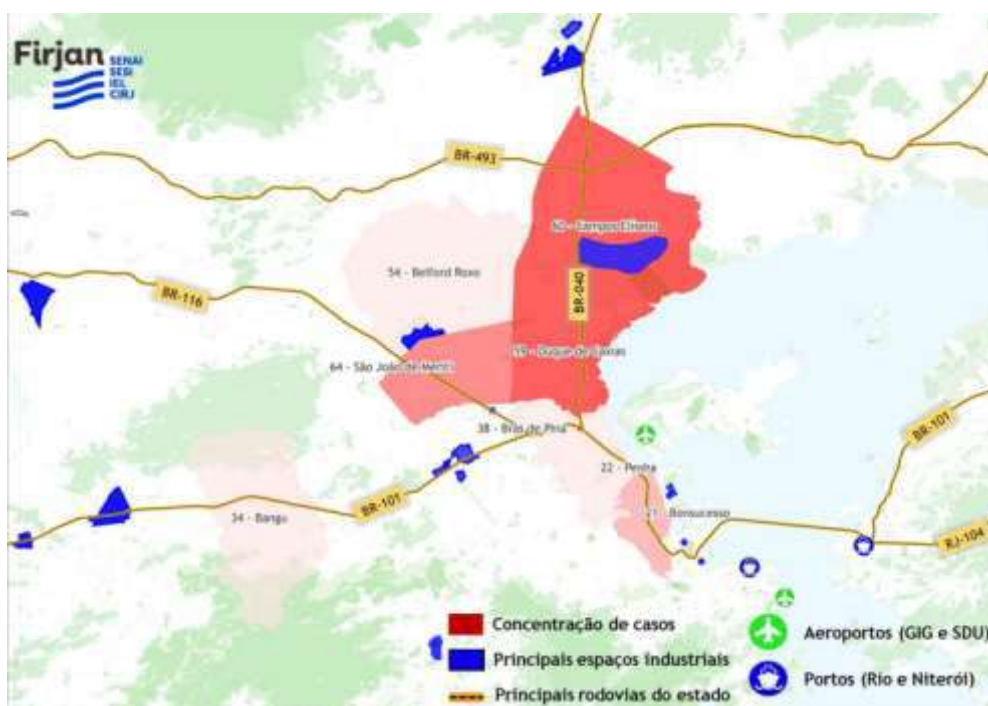 Firjan
SENAI
SESI
IEL
CIRJ
BR-493
60 - Campos Elíseos
54 - Belford Roxo
BR-040
BR-116
59 - Duque de Caxias
64 - São João de Meriti
BR-101
38 - Brás de Pina
22 - Penha
BR-101
34 - Bangu
21 - Bonsucesso
RJ-104
Concentração de casos
Principais espaços industriais
Principais rodovias do estado
Aeroportos (GIG e SDU)
Portos (Rio e Niterói)